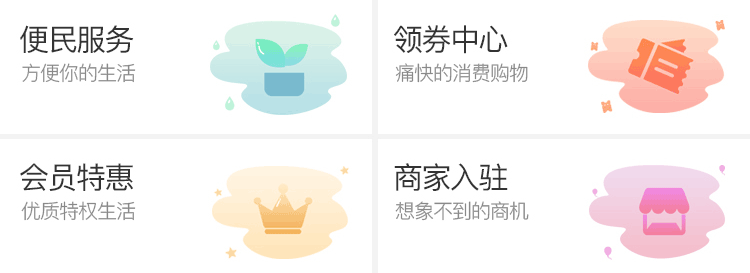 便民服务
方便你的生活
领券中心
痛快的消费购物
会员特惠
优质特权生活
商家入驻
想象不到的商机